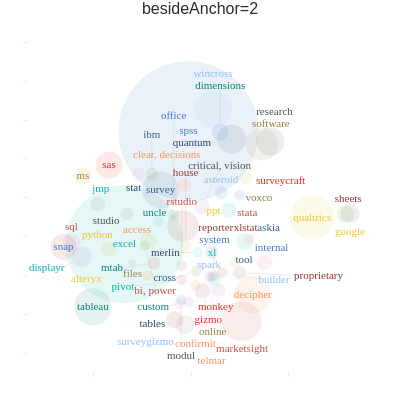 besideAnchor=2
wincross
dimensions
office
research
software
ibm
spss
quantum
clear, decisions
critical, vision
sas
house
ms
asteroid
surveycraft
jmp
stat
survey
voxco
sheets
rstudio
uncle
ppt
stata
qualtrics
studio
sql
access
reporter
xlstat
askia
google
python
excel
system
snap
merlin
xl
internal
displayr
mtab
spark
tool
files
cross
proprietary
alteryx
pivot
bi, power
builder
decipher
tableau
custom
monkey
tables
gizmo
online
surveygizmo
confirmit
marketsight
modul
telmar